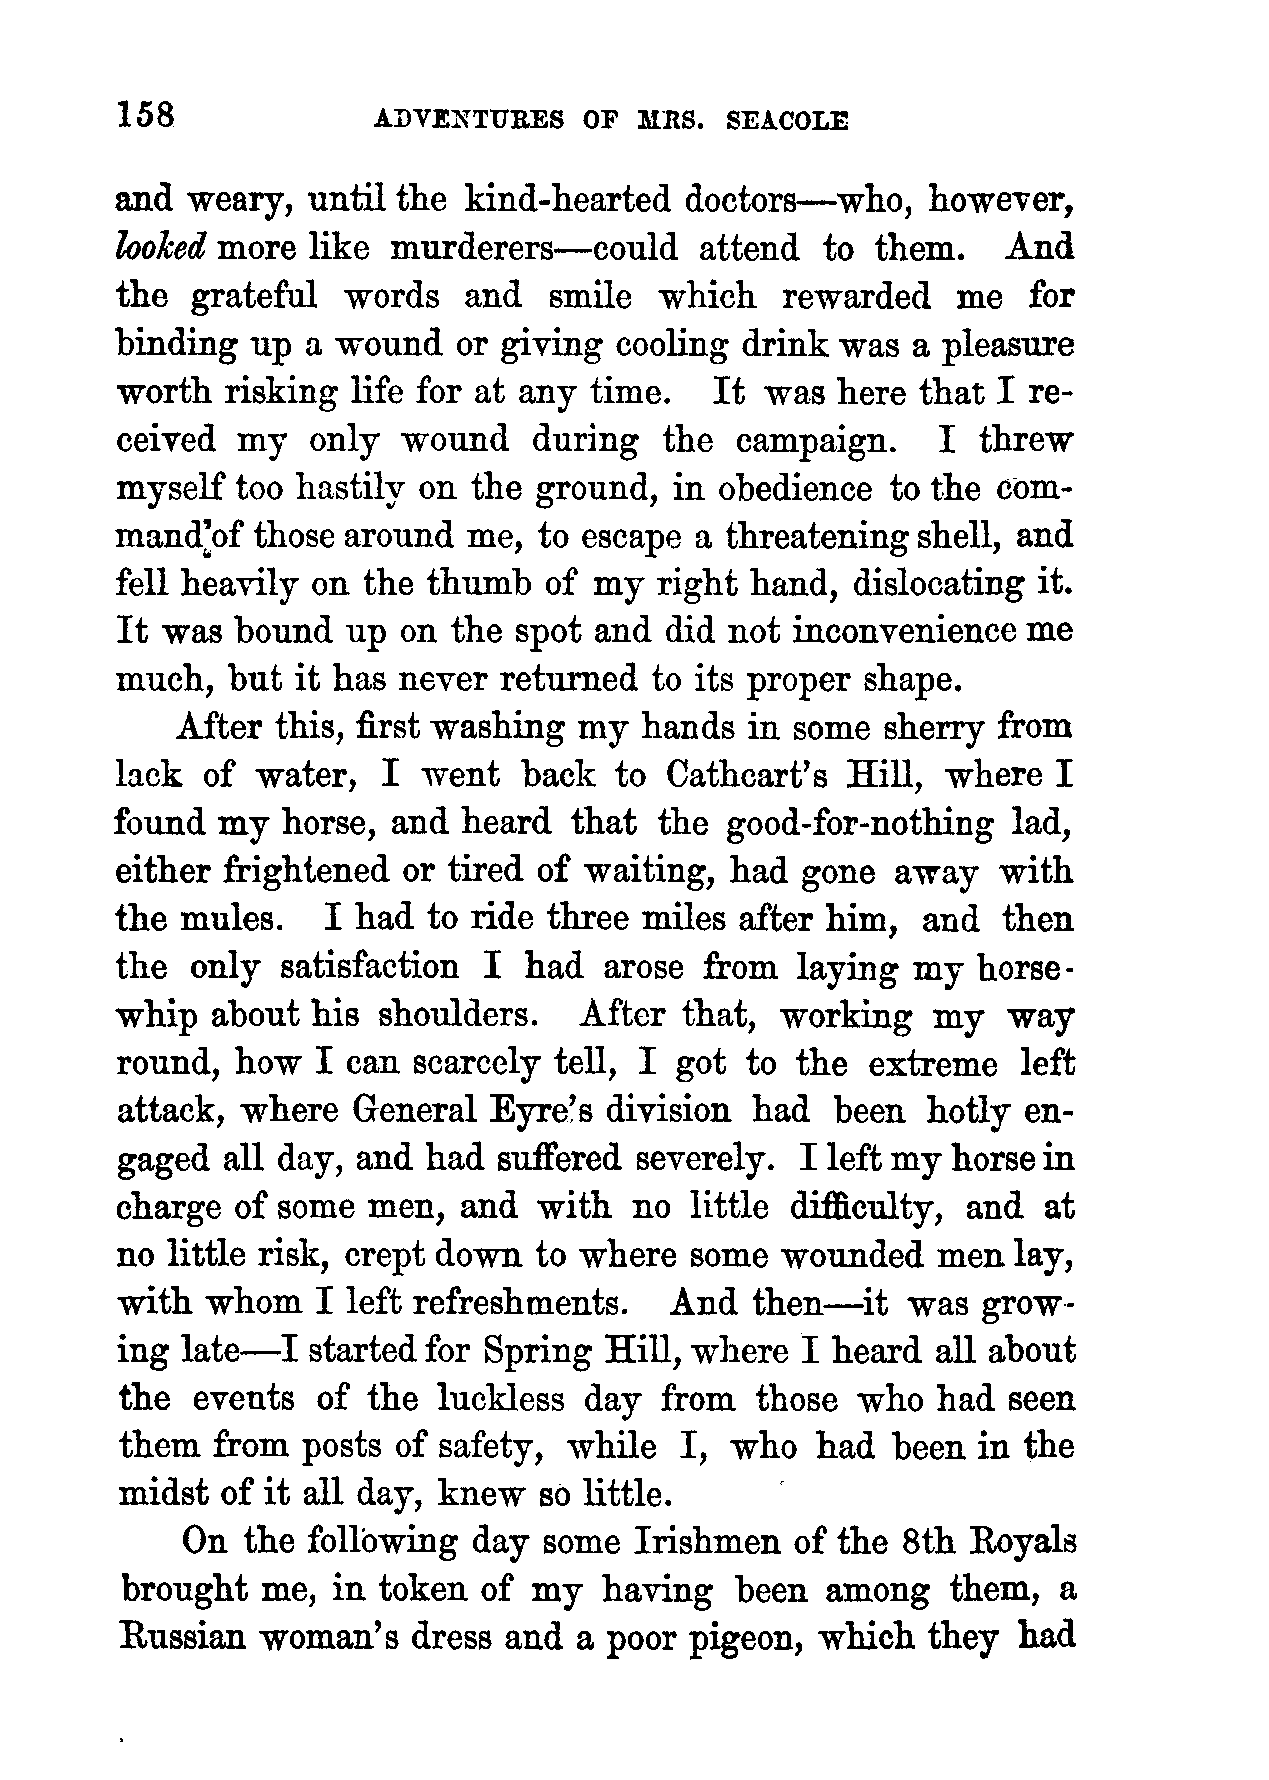 158 ADVENTURES OF MRS. SEACOLE
and weary, until the kind-hearted doctors—who, however,
looked more like murderers—could attend to them. And
the grateful words and smile which rewarded me for
binding up a wound or giving cooling drink was a pleasure
worth risking life for at any time. It was here that I re-
ceived my only wound during the campaign. I threw
myself too hastily on the ground, in obedience to the com-
mand of those around me, to escape a threatening shell, and
fell heavily on the thumb of my right hand, dislocating it.
It was bound up on the spot and did not inconvenience me
much, but it has never returned to its proper shape.
After this, first washing my hands in some sherry from
lack of water, I went back to Cathcart's Hill, where I
found my horse, and heard that the good-for-nothing lad,
either frightened or tired of waiting, had gone away with
the mules. I had to ride three miles after him, and then
the only satisfaction I had arose from laying my horse-
whip about his shoulders. After that, working my way
round, how I can scarcely tell, I got to the extreme left
attack, where General Eyre's division had been hotly en-
gaged all day, and had suffered severely. I left my horse in
charge of some men, and with no little difficulty, and at
no little risk, crept down to where some wounded men lay,
with whom I left refreshments. And then—it was grow-
ing late—I started for Spring Hill, where I heard all about
the events of the luckless day from those who had seen
them from posts of safety, while I, who had been in the
midst of it all day, knew so little.
On the following day some Irishmen of the 8th Royals
brought me, in token of my having been among them, a
Russian woman's dress and a poor pigeon, which they had